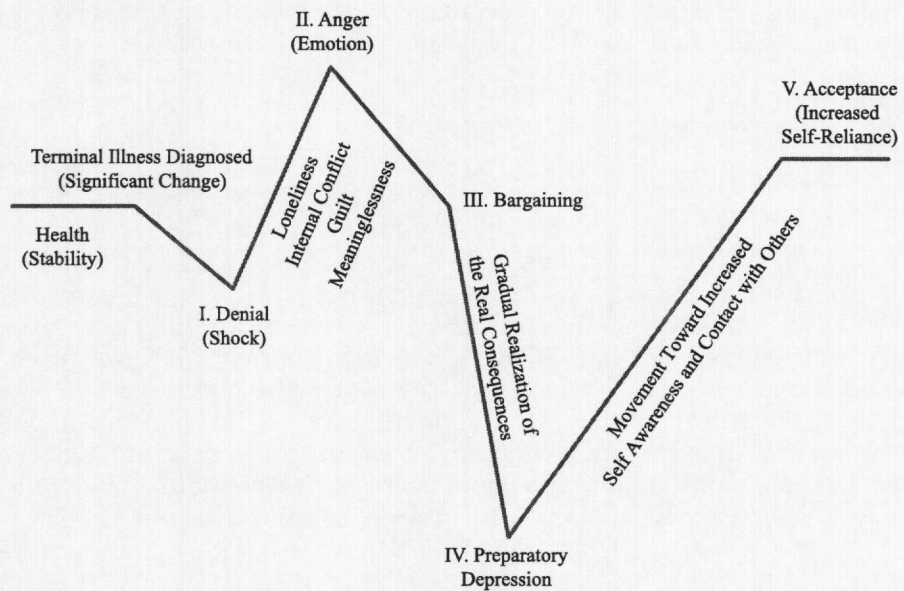 II. Anger
(Emotion)
V. Acceptance
(Increased
Self-Reliance)
Terminal Illness Diagnosed
(Significant Change)
Health
(Stability)
I. Denial
(Shock)
Loneliness
Internal Conflict
Guilt
Meaninglessness
III. Bargaining
Gradual Realization of
the Real Consequences
Movement Toward Increased
Self Awareness and Contact with Others
IV. Preparatory
Depression